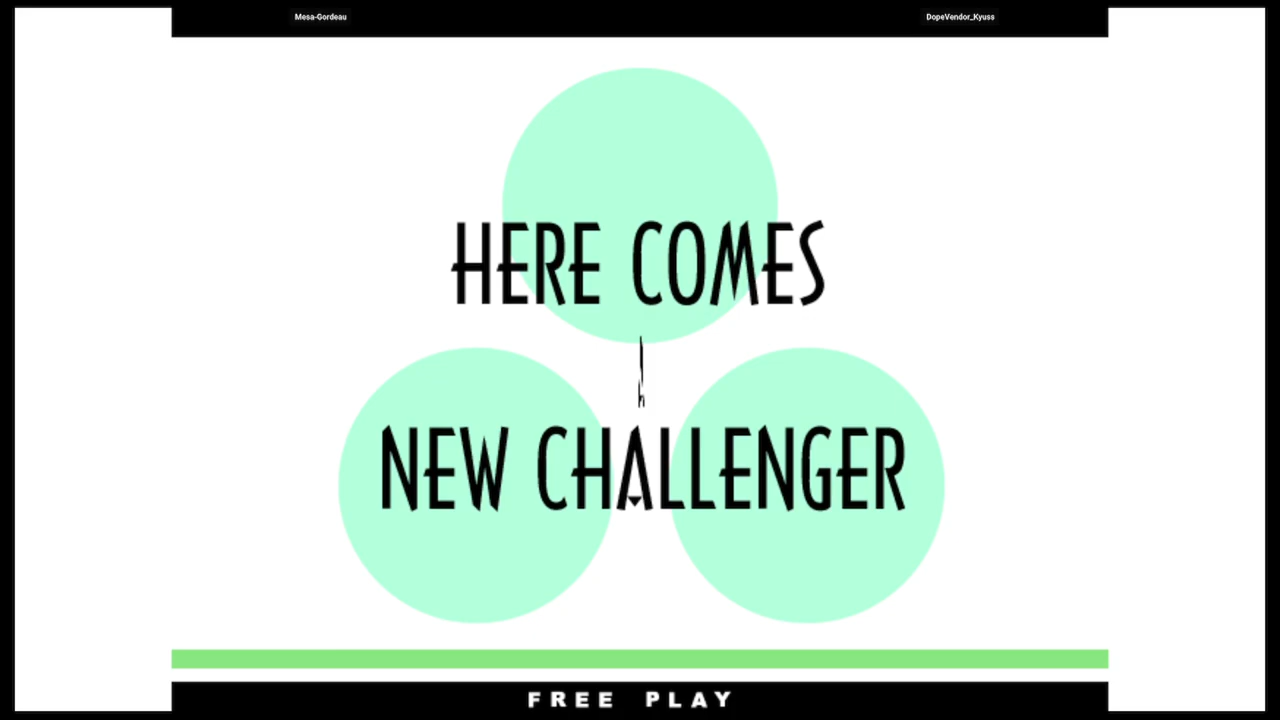 Mesa-Gordeau
DopeVendor_Kyuss
HERE COMES
NEW CHALLENGER
FREE PLAY